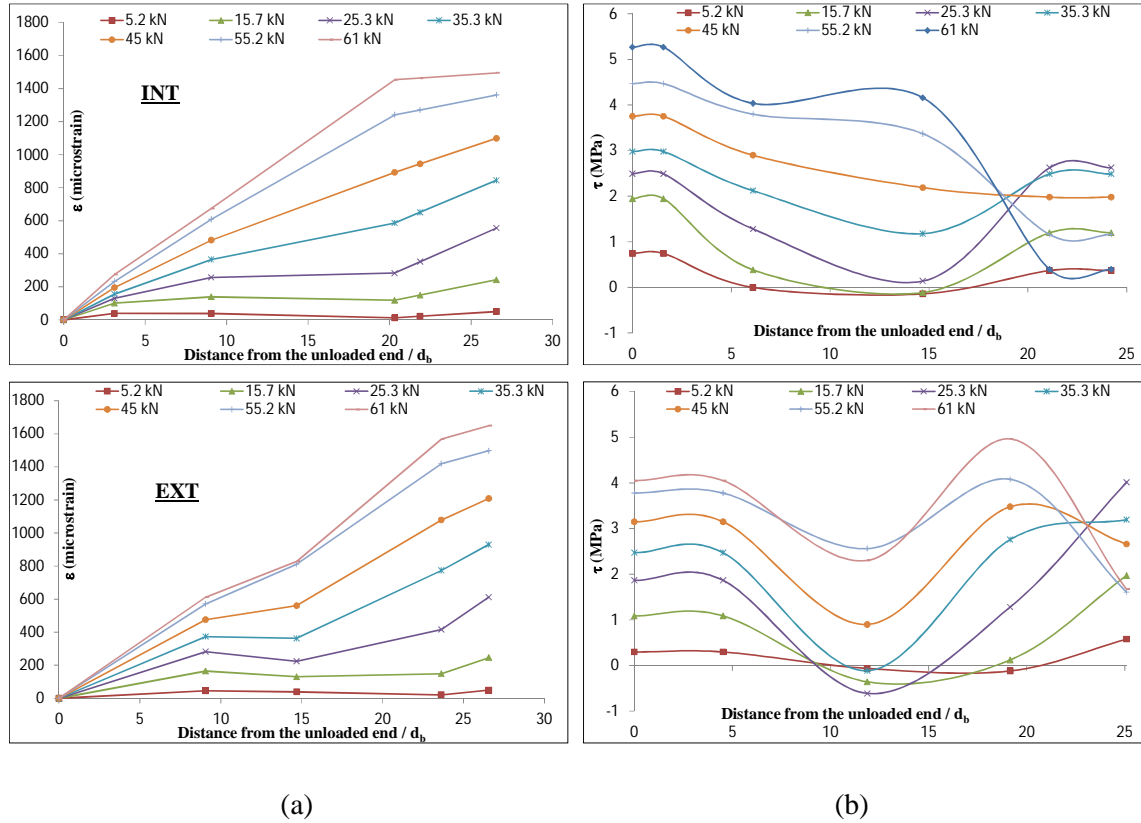 5.2 kN 15.7 kN 25.3 kN 35.3 kN
45 kN 55.2 kN 61 kN
1800
1600
1400
1200
1000
800
600
400
200
0
ε (microstrain)
INT
0 5 10 15 20 25 30
Distance from the unloaded end / db
5.2 kN 15.7 kN 25.3 kN 35.3 kN
45 kN 55.2 kN 61 kN
6
5
4
3
2
1
0
-1
τ (MPa)
Distance from the unloaded end / db
0 5 10 15 20 25
5.2 kN 15.7 kN 25.3 kN 35.3 kN
45 kN 55.2 kN 61 kN
1800
1600
1400
1200
1000
800
600
400
200
0
ε (microstrain)
EXT
0 5 10 15 20 25 30
Distance from the unloaded end / db
5.2 kN 15.7 kN 25.3 kN 35.3 kN
45 kN 55.2 kN 61 kN
6
5
4
3
2
1
0
-1
τ (MPa)
Distance from the unloaded end / db
0 5 10 15 20 25
(a) (b)